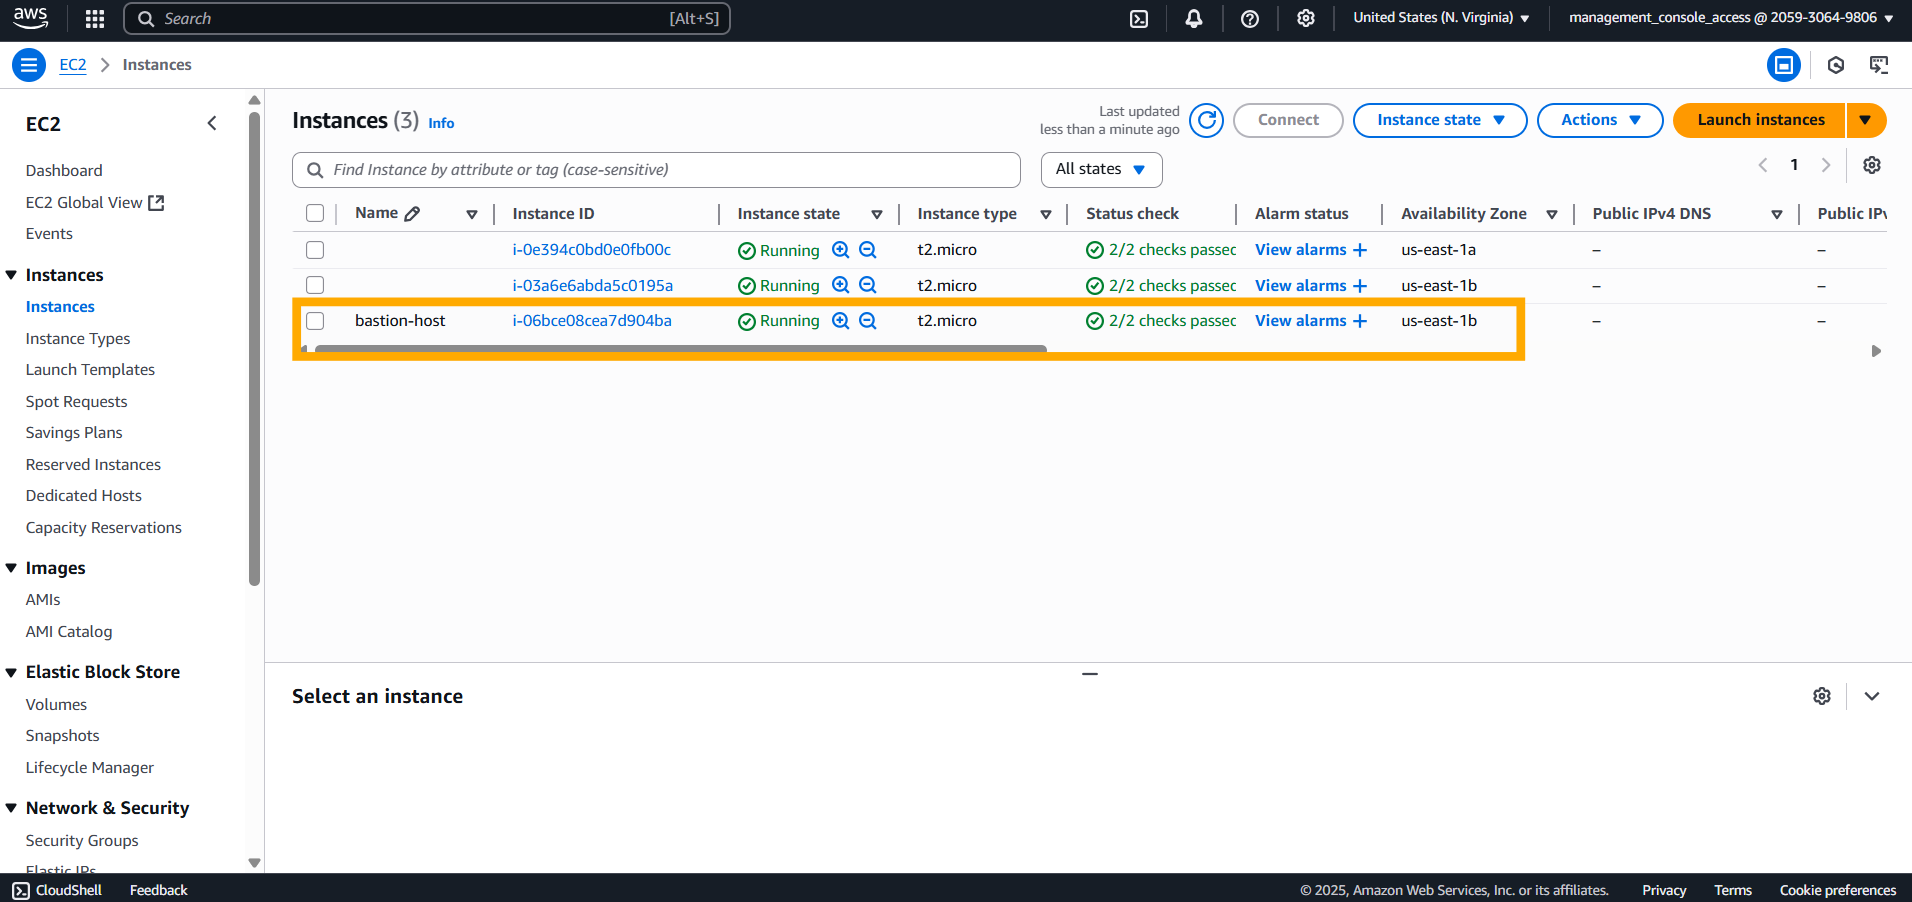 aws Search [Alt+S] United States (N. Virginia) management_console_access @ 2059-3064-9806
EC2 Instances
EC2
Dashboard
EC2 Global View
Events
Instances
Instances
Instance Types
Launch Templates
Spot Requests
Savings Plans
Reserved Instances
Dedicated Hosts
Capacity Reservations
Images
AMIs
AMI Catalog
Elastic Block Store
Volumes
Snapshots
Lifecycle Manager
Network & Security
Security Groups
Elastic IPs
Instances (3) Info
Last updated
less than a minute ago
Connect Instance state Actions Launch instances
Find Instance by attribute or tag (case-sensitive) All states 1
Name Instance ID Instance state Instance type Status check Alarm status Availability Zone Public IPv4 DNS Public IPv
i-0e394c0bd0e0fb00c Running t2.micro 2/2 checks passec View alarms + us-east-1a – –
i-03a6e6abda5c0195a Running t2.micro 2/2 checks passec View alarms + us-east-1b – –
bastion-host i-06bce08cea7d904ba Running t2.micro 2/2 checks passec View alarms + us-east-1b – –
Select an instance
CloudShell Feedback © 2025, Amazon Web Services, Inc. or its affiliates. Privacy Terms Cookie preferences